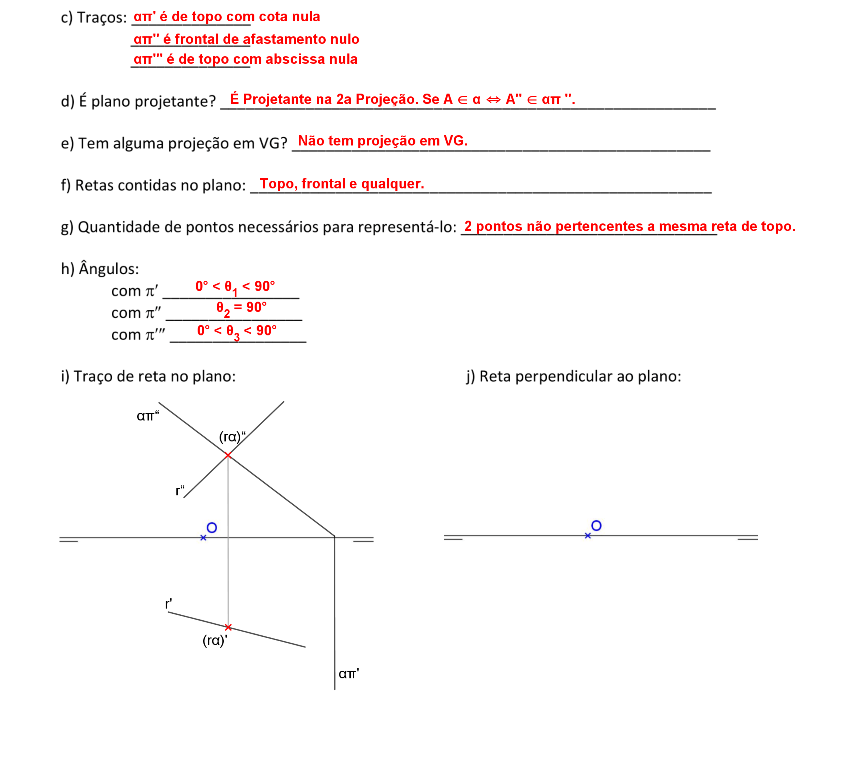 c) Traços: απ' é de topo com cota nula
απ'' é frontal de afastamento nulo
απ''' é de topo com abscissa nula
d) É plano projetante? É Projetante na 2a Projeção. Se A ∈ α ⇔ A" ∈ απ ".
e) Tem alguma projeção em VG? Não tem projeção em VG.
f) Retas contidas no plano: Topo, frontal e qualquer.
g) Quantidade de pontos necessários para representá-lo: 2 pontos não pertencentes a mesma reta de topo.
h) Ângulos:
com π′ 0° < θ1 < 90°
com π″ θ2 = 90°
com π‴ 0° < θ3 < 90°
i) Traço de reta no plano: j) Reta perpendicular ao plano:
απ"
(rα)"
r"
O O
r'
(rα)'
απ'